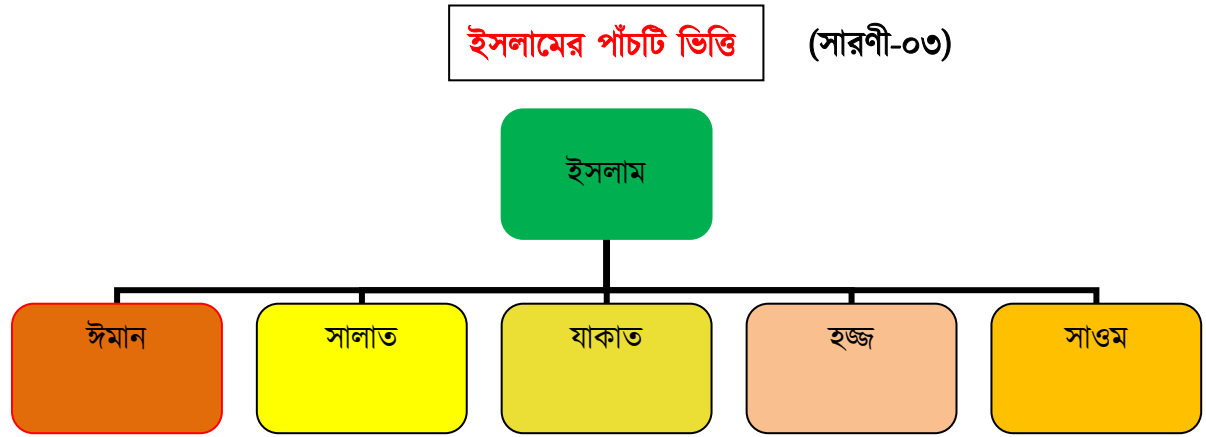 ইসলামের পাঁচটি ভিত্তি (সারণী-০৩)
ইসলাম
ঈমান সালাত যাকাত হজ্জ সাওম